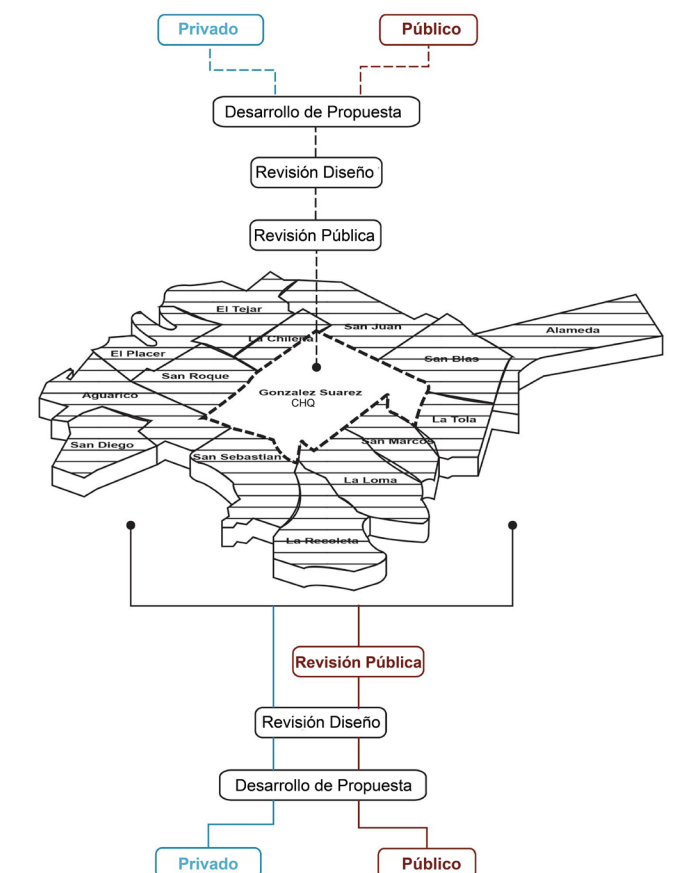 Privado
Público
Desarrollo de Propuesta
Revisión Diseño
Revisión Pública
El Tejar
San Juan
Alameda
La Chilena
El Placer
San Blas
San Roque
Aguarico
Gonzalez Suarez
CHQ
La Tola
San Diego
San Marcos
San Sebastian
La Loma
La Recoleta
Revisión Pública
Revisión Diseño
Desarrollo de Propuesta
Privado
Público